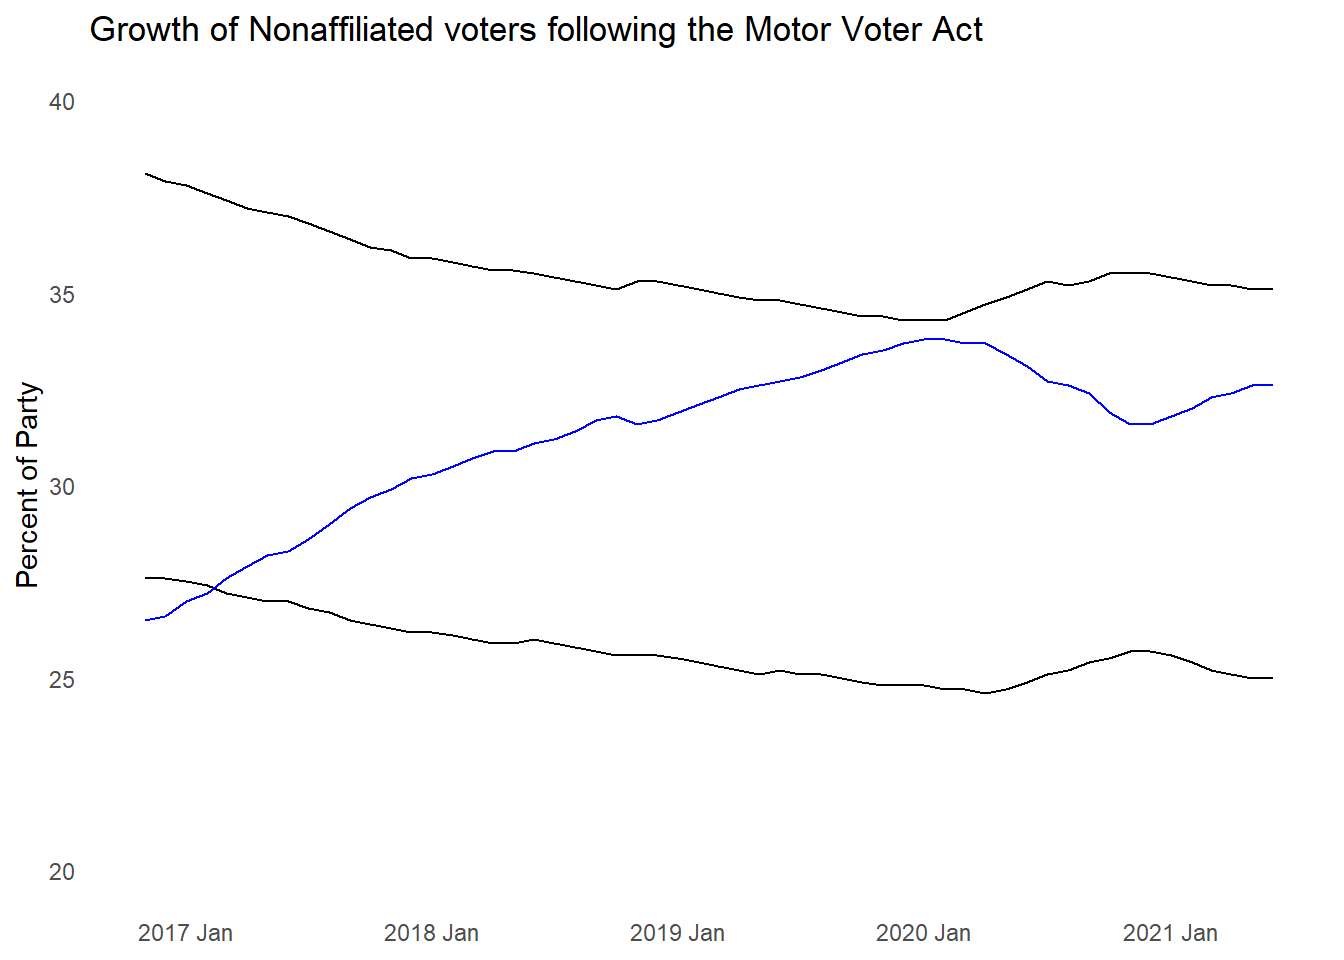 Growth of Nonaffiliated voters following the Motor Voter Act
Percent of Party
40
35
30
25
20
2017 Jan
2018 Jan
2019 Jan
2020 Jan
2021 Jan